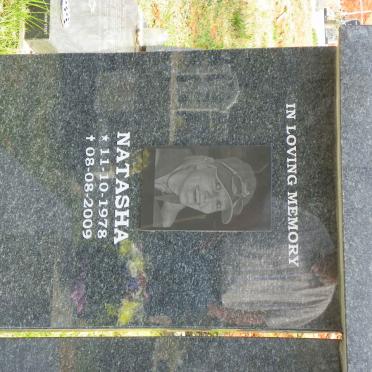 IN LOVING MEMORY
NATASHA
★ 11-10-1978
✝ 08-08-2009